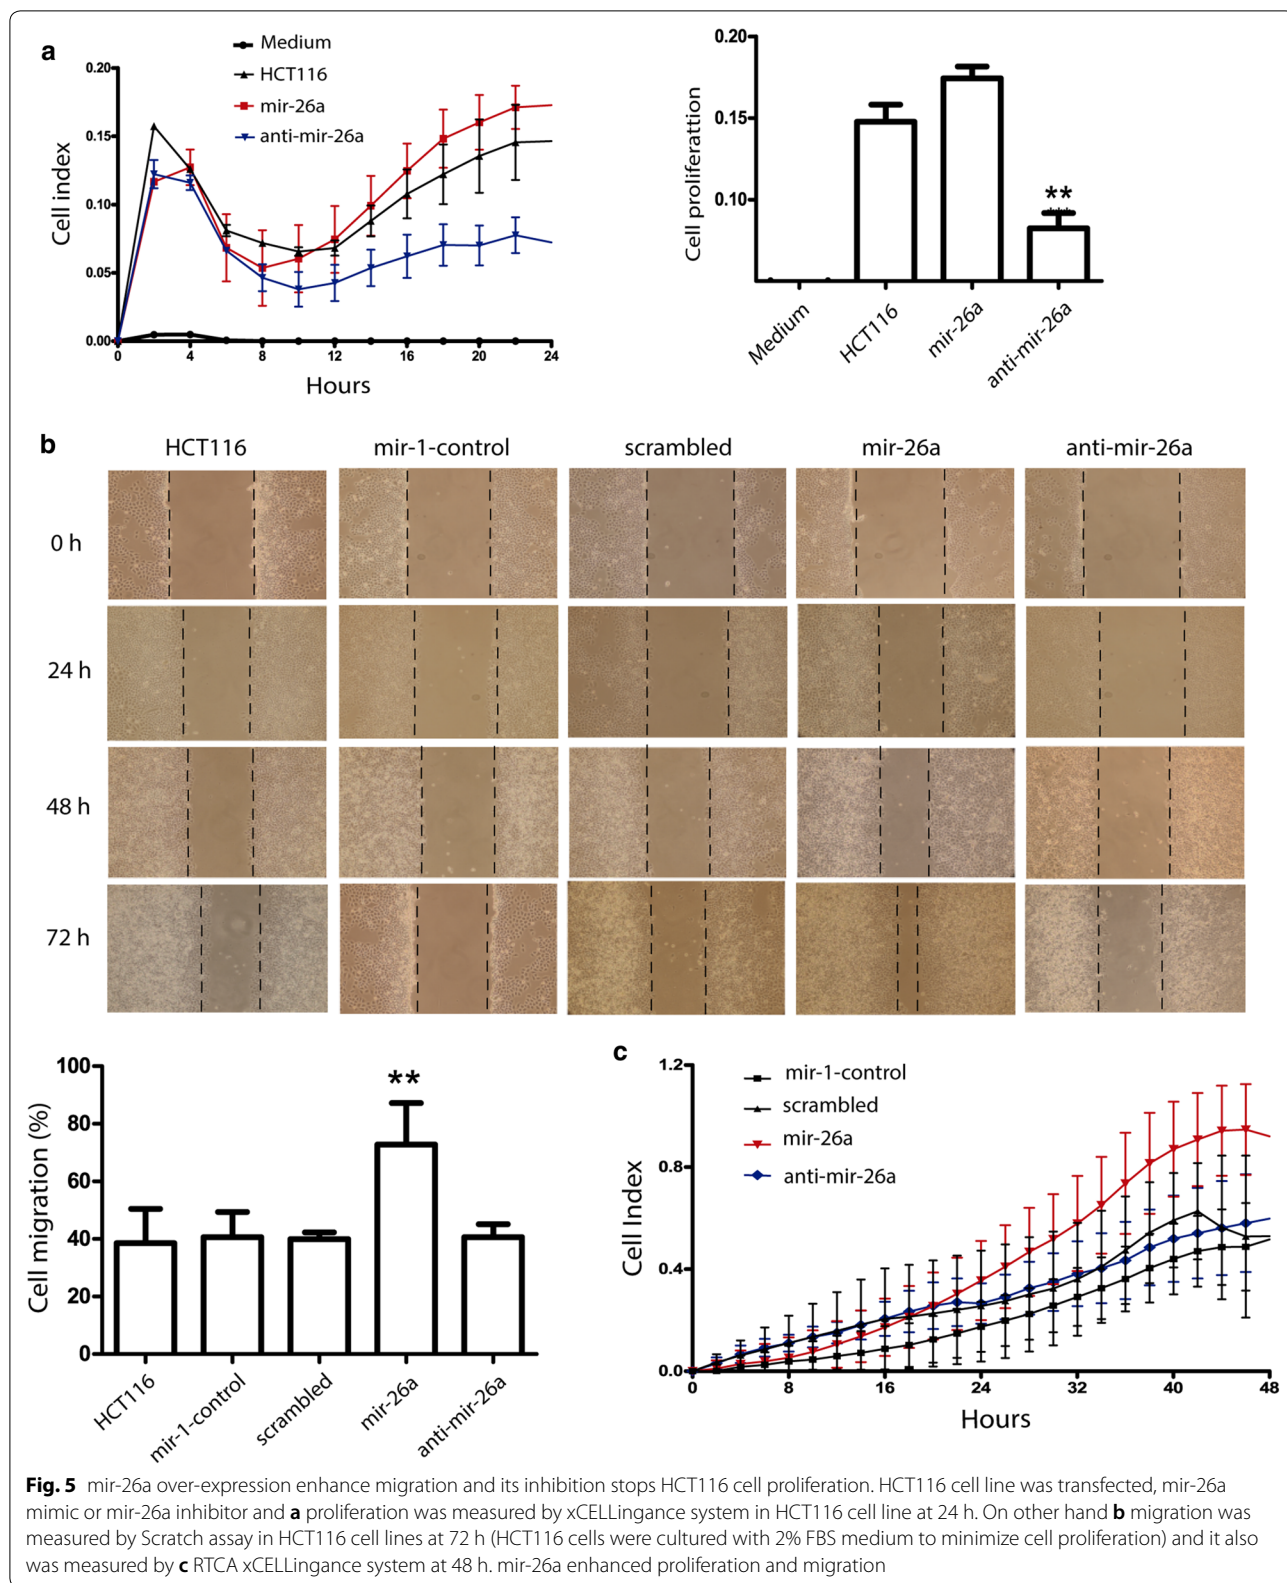 a
Medium
HCT116
mir-26a
anti-mir-26a
0.20
0.15
0.10
0.05
0.00
Cell index
0 4 8 12 16 20 24
Hours
0.20
0.15
0.10
Cell proliferattion
**
Medium HCT116 mir-26a anti-mir-26a
b
HCT116 mir-1-control scrambled mir-26a anti-mir-26a
0 h
24 h
48 h
72 h
100
80
60
40
20
0
Cell migration (%)
**
HCT116 mir-1-control scrambled mir-26a anti-mir-26a
c
mir-1-control
scrambled
mir-26a
anti-mir-26a
1.2
0.8
0.4
0.0
Cell Index
0 8 16 24 32 40 48
Hours
Fig. 5 mir-26a over-expression enhance migration and its inhibition stops HCT116 cell proliferation. HCT116 cell line was transfected, mir-26a
mimic or mir-26a inhibitor and a proliferation was measured by xCELLingance system in HCT116 cell line at 24 h. On other hand b migration was
measured by Scratch assay in HCT116 cell lines at 72 h (HCT116 cells were cultured with 2% FBS medium to minimize cell proliferation) and it also
was measured by c RTCA xCELLingance system at 48 h. mir-26a enhanced proliferation and migration